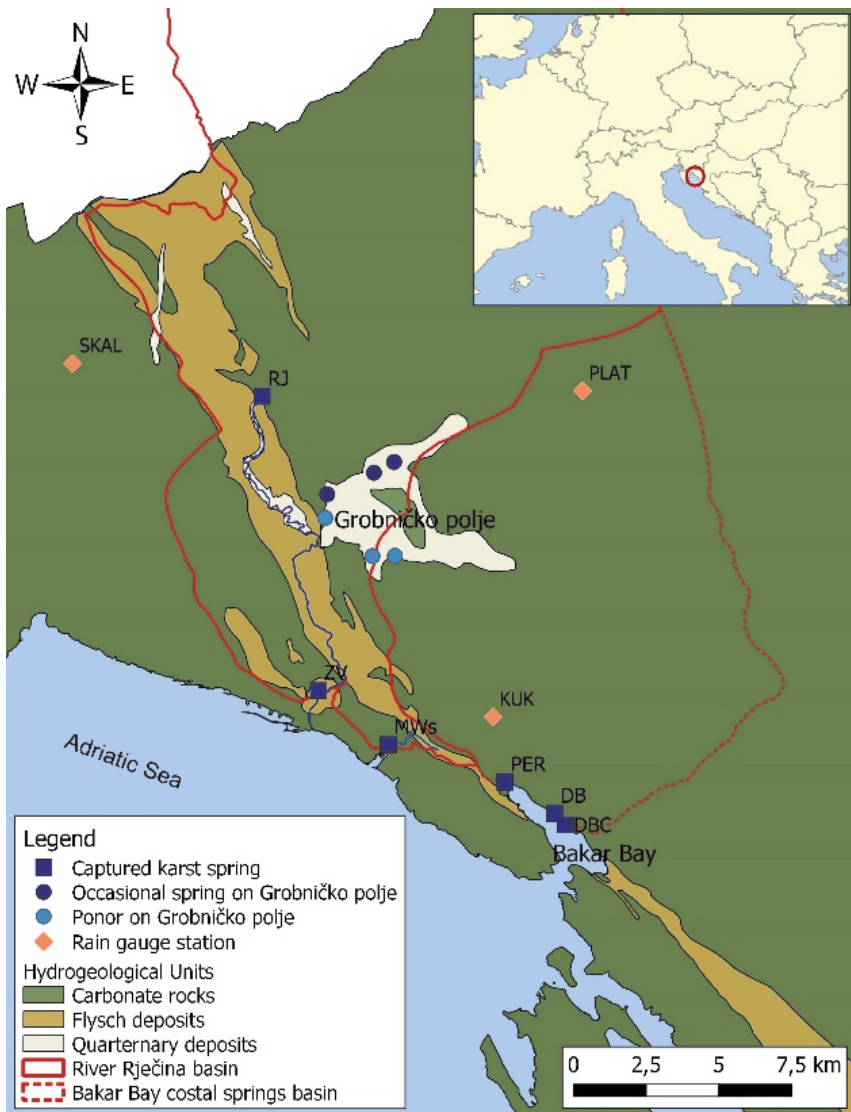 N
W E
S
SKAL
RJ
PLAT
Grobničko polje
ZV
KUK
MWs
PER
DB
DBC
Bakar Bay
Adriatic Sea
Legend
Captured karst spring
Occasional spring on Grobničko polje
Ponor on Grobničko polje
Rain gauge station
Hydrogeological Units
Carbonate rocks
Flysch deposits
Quarternary deposits
River Rječina basin
Bakar Bay costal springs basin
0 2,5 5 7,5 km